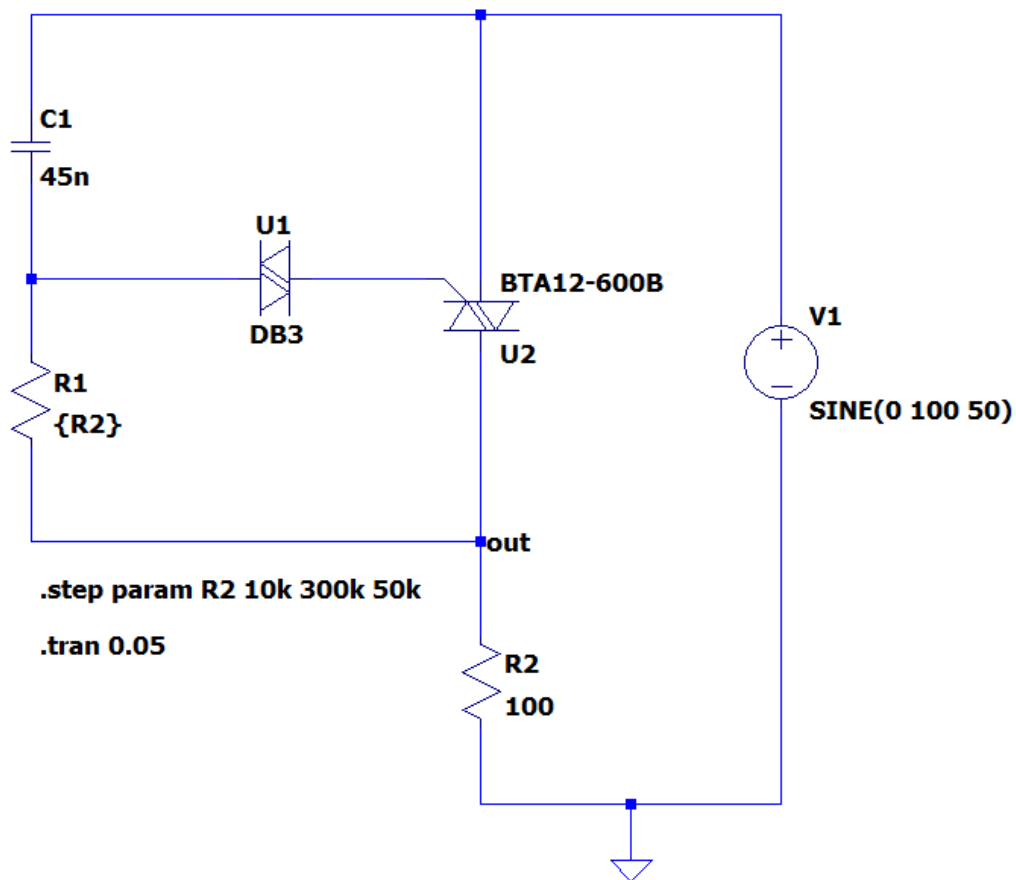 C1
45n
U1
DB3
BTA12-600B
U2
V1
SINE(0 100 50)
R1
{R2}
out
.step param R2 10k 300k 50k
.tran 0.05
R2
100